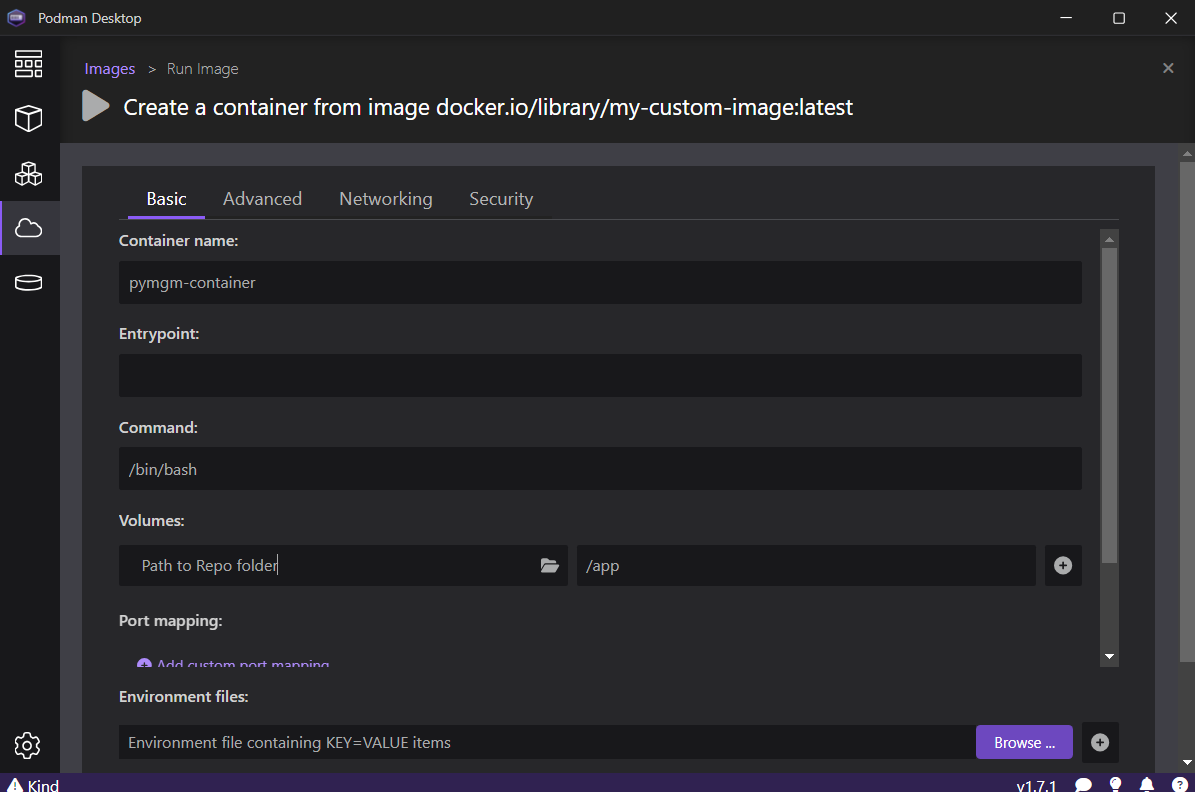 Podman Desktop
Images > Run Image
Create a container from image docker.io/library/my-custom-image:latest
Basic Advanced Networking Security
Container name:
pymgm-container
Entrypoint:
Command:
/bin/bash
Volumes:
Path to Repo folder /app
Port mapping:
Add custom port mapping
Environment files:
Environment file containing KEY=VALUE items Browse ...
Kind v1.7.1